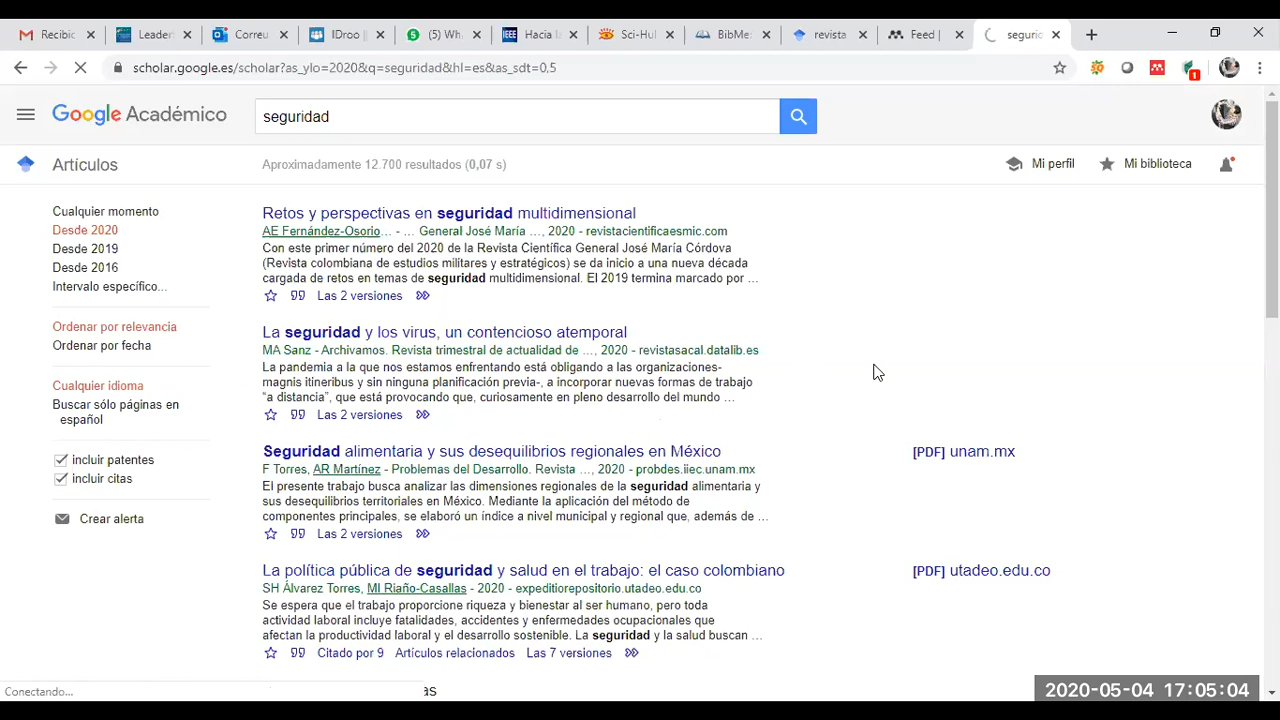 Recibic
Leader
Correu
IDroo
(5) Wh
Hacia l
Sci-Hul
BibMe
revista
Feed |
seguric
scholar.google.es/scholar?as_ylo=2020&q=seguridad&hl=es&as_sdt=0,5
1
Google Académico
seguridad
Artículos
Aproximadamente 12.700 resultados (0,07 s)
Mi perfil
Mi biblioteca
Cualquier momento
Desde 2020
Desde 2019
Desde 2016
Intervalo específico...
Ordenar por relevancia
Ordenar por fecha
Cualquier idioma
Buscar sólo páginas en
español
incluir patentes
incluir citas
Crear alerta
Retos y perspectivas en seguridad multidimensional
AE Fernández-Osorio... - ... General José María ..., 2020 - revistacientificaesmic.com
Con este primer número del 2020 de la Revista Científica General José María Córdova
(Revista colombiana de estudios militares y estratégicos) se da inicio a una nueva década
cargada de retos en temas de seguridad multidimensional. El 2019 termina marcado por ...
Las 2 versiones
La seguridad y los virus, un contencioso atemporal
MA Sanz - Archivamos. Revista trimestral de actualidad de ..., 2020 - revistasacal.datalib.es
La pandemia a la que nos estamos enfrentando está obligando a las organizaciones-
magnis itineribus y sin ninguna planificación previa-, a incorporar nuevas formas de trabajo
“a distancia”, que está provocando que, curiosamente en pleno desarrollo del mundo ...
Las 2 versiones
Seguridad alimentaria y sus desequilibrios regionales en México
[PDF] unam.mx
F Torres, AR Martínez - Problemas del Desarrollo. Revista ..., 2020 - probdes.iiec.unam.mx
El presente trabajo busca analizar las dimensiones regionales de la seguridad alimentaria y
sus desequilibrios territoriales en México. Mediante la aplicación del método de
componentes principales, se elaboró un índice a nivel municipal y regional que, además de ...
Las 2 versiones
La política pública de seguridad y salud en el trabajo: el caso colombiano
[PDF] utadeo.edu.co
SH Álvarez Torres, MI Riaño-Casallas - 2020 - expeditiorepositorio.utadeo.edu.co
Se espera que el trabajo proporcione riqueza y bienestar al ser humano, pero toda
actividad laboral incluye fatalidades, accidentes y enfermedades ocupacionales que
afectan la productividad laboral y el desarrollo sostenible. La seguridad y la salud buscan ...
Citado por 9 Artículos relacionados Las 7 versiones
Conectando...
as
2020-05-04 17:05:04